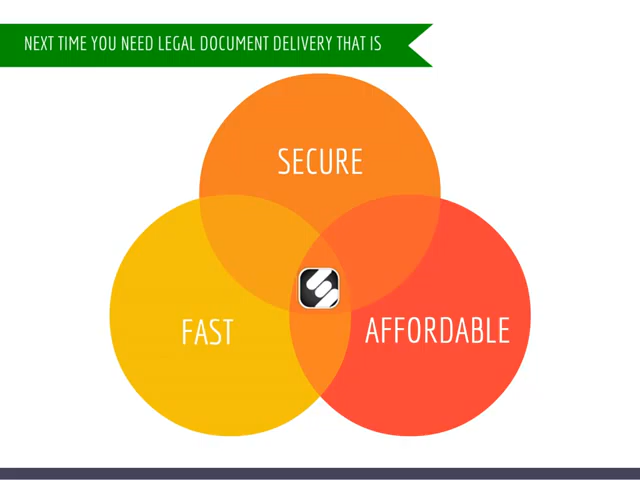 NEXT TIME YOU NEED LEGAL DOCUMENT DELIVERY THAT IS
SECURE
FAST
AFFORDABLE